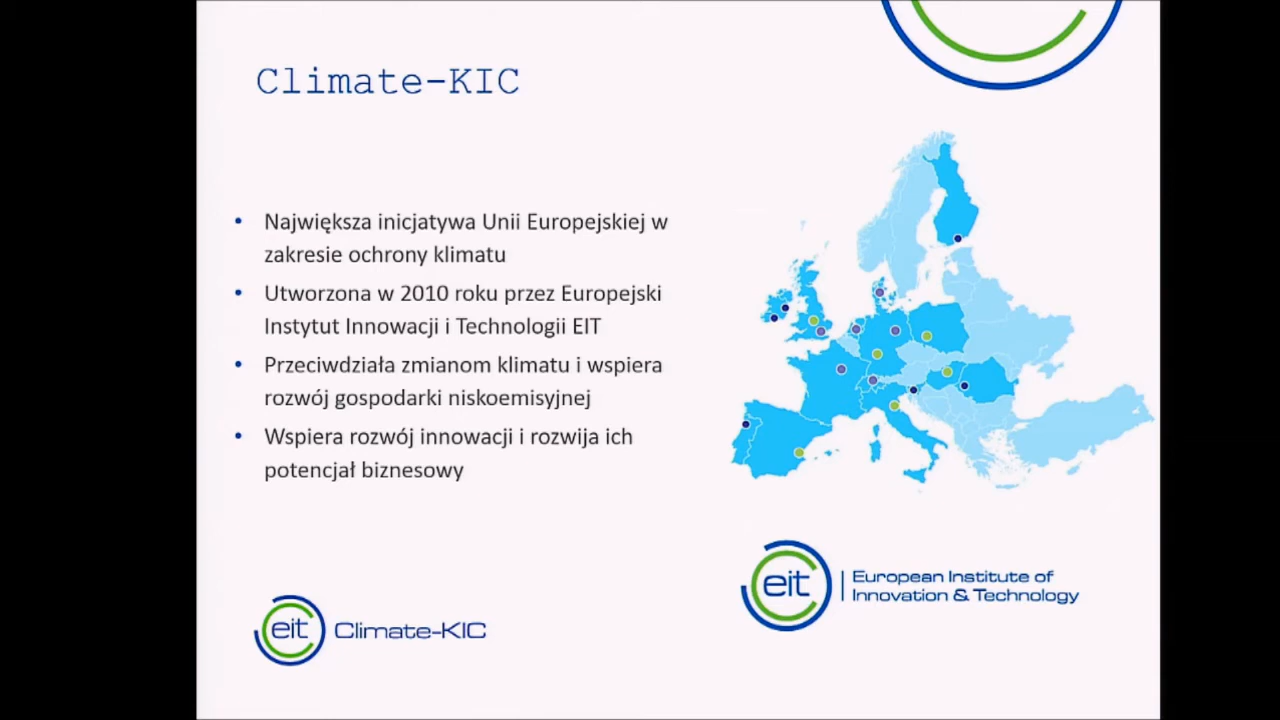 Climate-KIC
• Największa inicjatywa Unii Europejskiej w
zakresie ochrony klimatu
• Utworzona w 2010 roku przez Europejski
Instytut Innowacji i Technologii EIT
• Przeciwdziała zmianom klimatu i wspiera
rozwój gospodarki niskoemisyjnej
• Wspiera rozwój innowacji i rozwija ich
potencjał biznesowy
eit European Institute of
Innovation & Technology
eit Climate-KIC